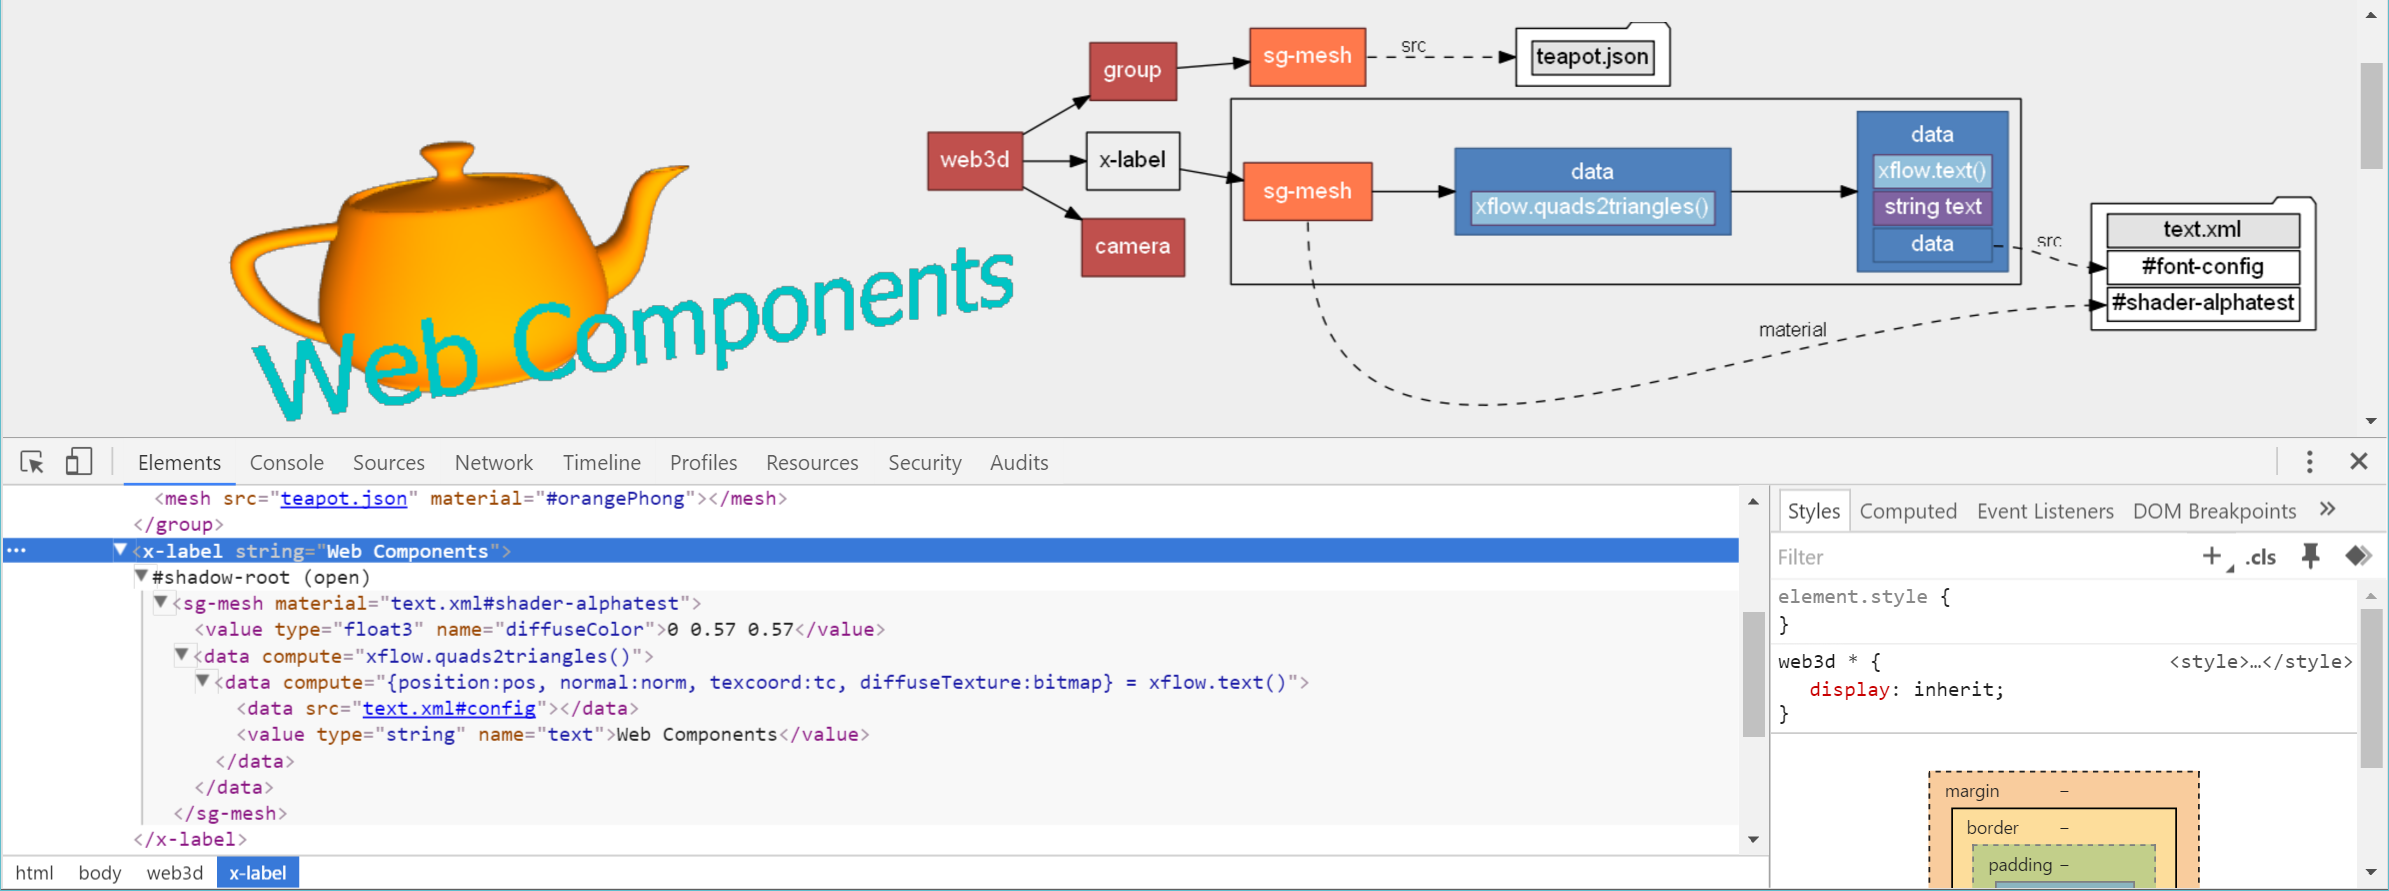 Web Components
web3d
group
x-label
camera
sg-mesh
src
teapot.json
sg-mesh
data
xflow.quads2triangles()
data
xflow.text()
string text
data
src
text.xml
#font-config
#shader-alphatest
material
Elements Console Sources Network Timeline Profiles Resources Security Audits
<mesh src="teapot.json" material="#orangePhong"></mesh>
</group>
<x-label string="Web Components">
#shadow-root (open)
<sg-mesh material="text.xml#shader-alphatest">
<value type="float3" name="diffuseColor">0 0.57 0.57</value>
<data compute="xflow.quads2triangles()">
<data compute="{position:pos, normal:norm, texcoord:tc, diffuseTexture:bitmap} = xflow.text()">
<data src="text.xml#config"></data>
<value type="string" name="text">Web Components</value>
</data>
</data>
</sg-mesh>
</x-label>
html body web3d x-label
Styles Computed Event Listeners DOM Breakpoints »
Filter + .cls
element.style {
}
web3d * { <style>…</style>
display: inherit;
}
margin –
border –
padding –